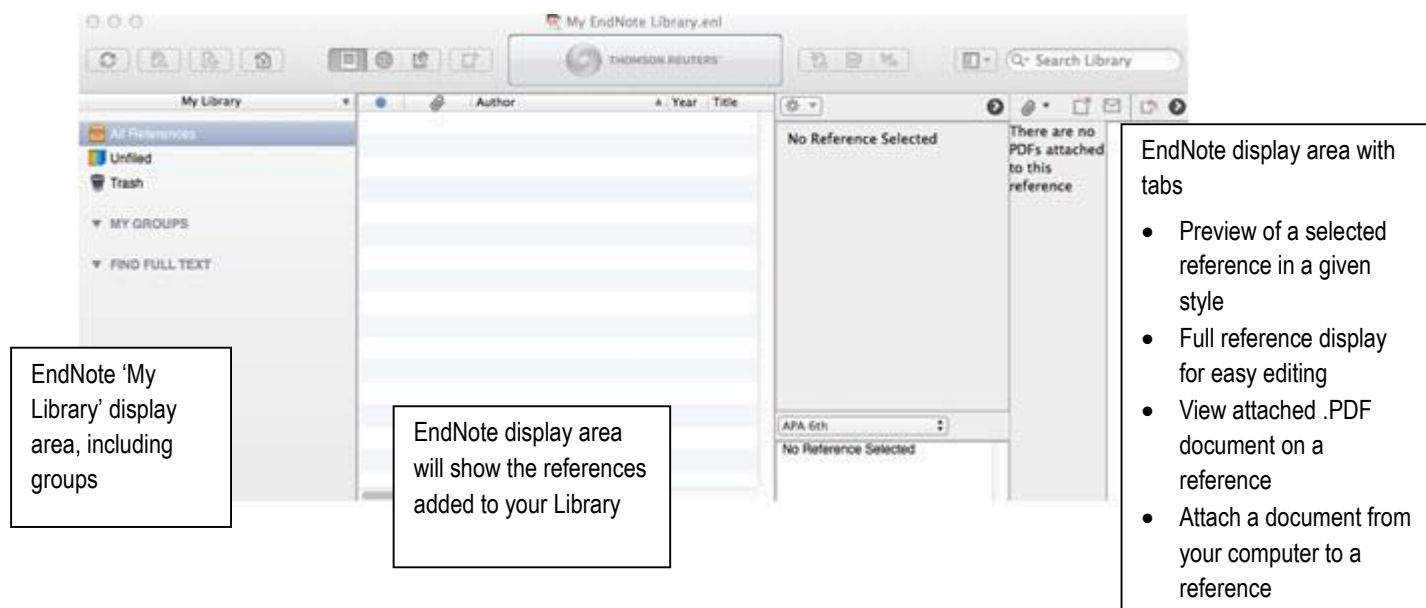 My EndNote Library.enl
THOMSON REUTERS
Search Library
My Library
Author
Year
Title
All References
Unfiled
Trash
MY GROUPS
FIND FULL TEXT
No Reference Selected
There are no
PDFs attached
to this
reference
APA 6th
No Reference Selected
EndNote ‘My
Library’ display
area, including
groups
EndNote display area
will show the references
added to your Library
EndNote display area with
tabs
• Preview of a selected
reference in a given
style
• Full reference display
for easy editing
• View attached .PDF
document on a
reference
• Attach a document from
your computer to a
reference